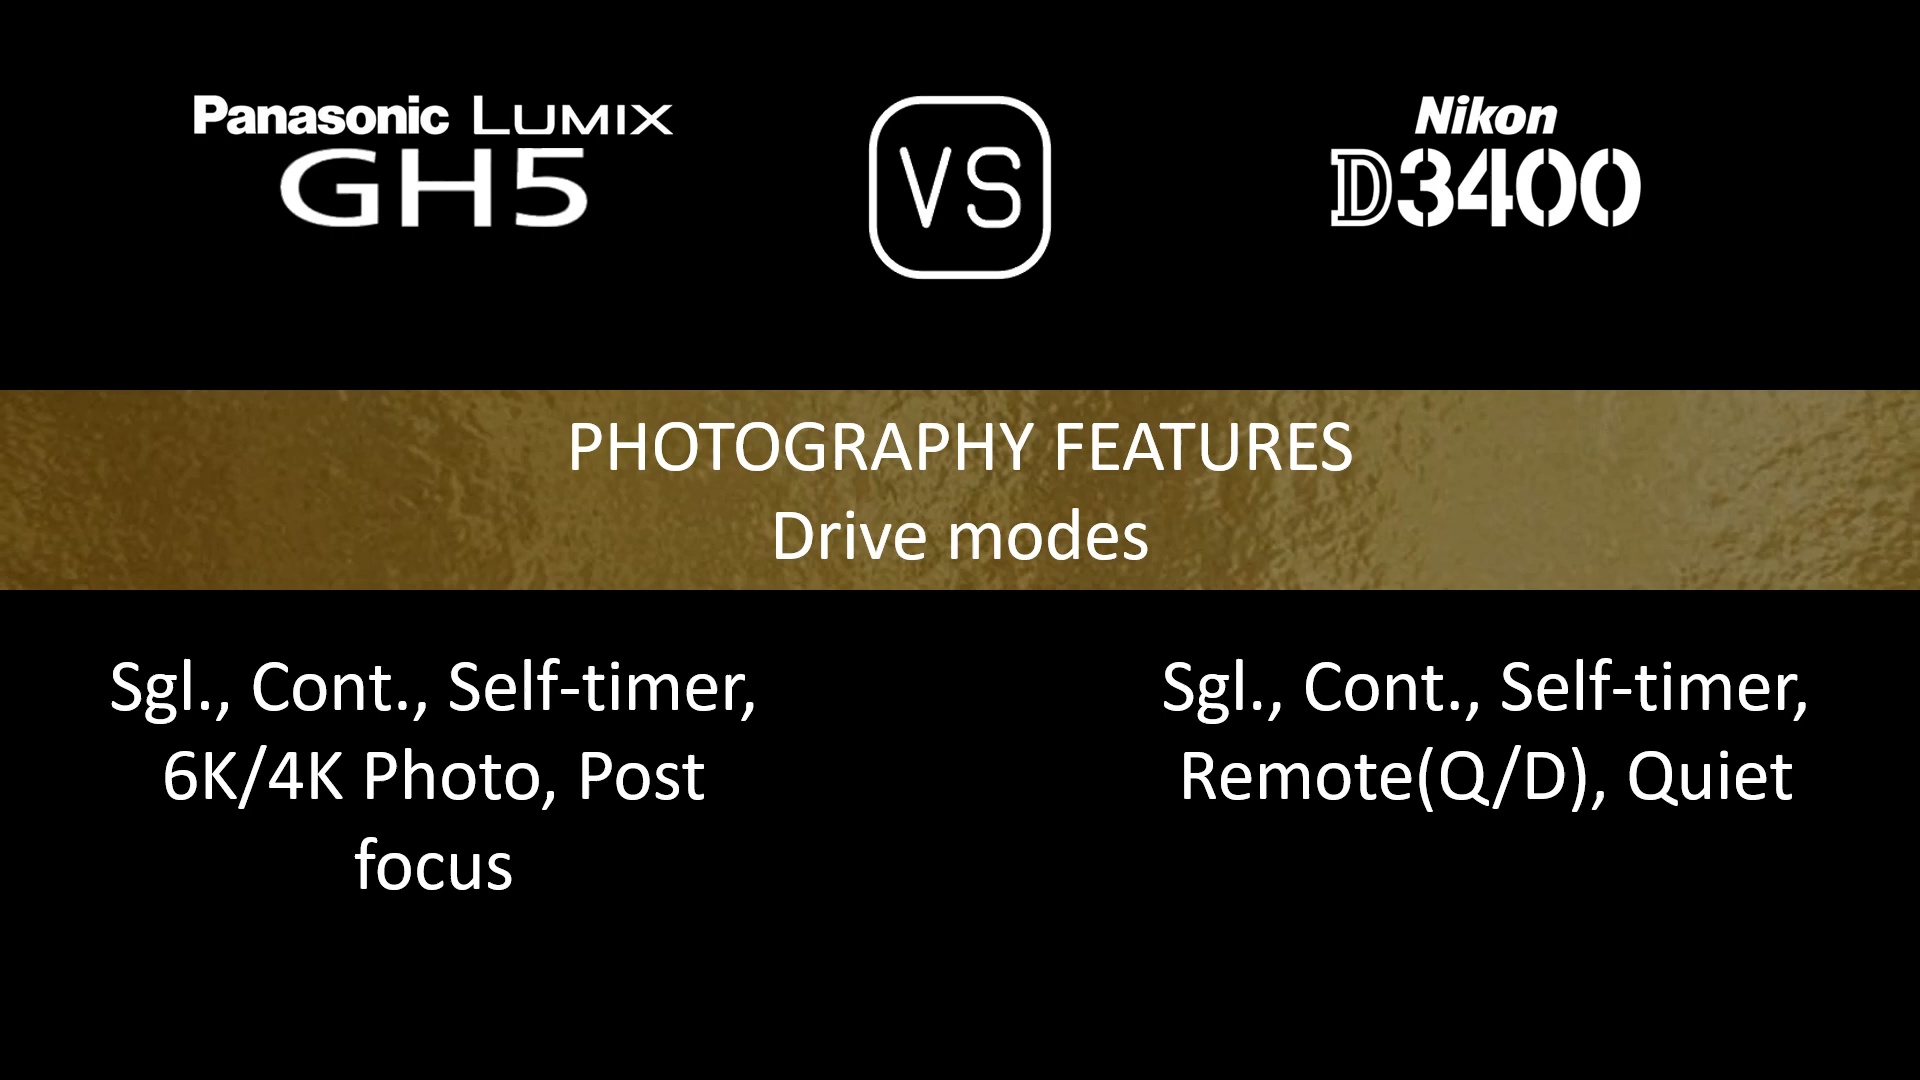 Panasonic LUMIX
GH5
VS
Nikon
D3400
PHOTOGRAPHY FEATURES
Drive modes
Sgl., Cont., Self-timer,
6K/4K Photo, Post
focus
Sgl., Cont., Self-timer,
Remote(Q/D), Quiet